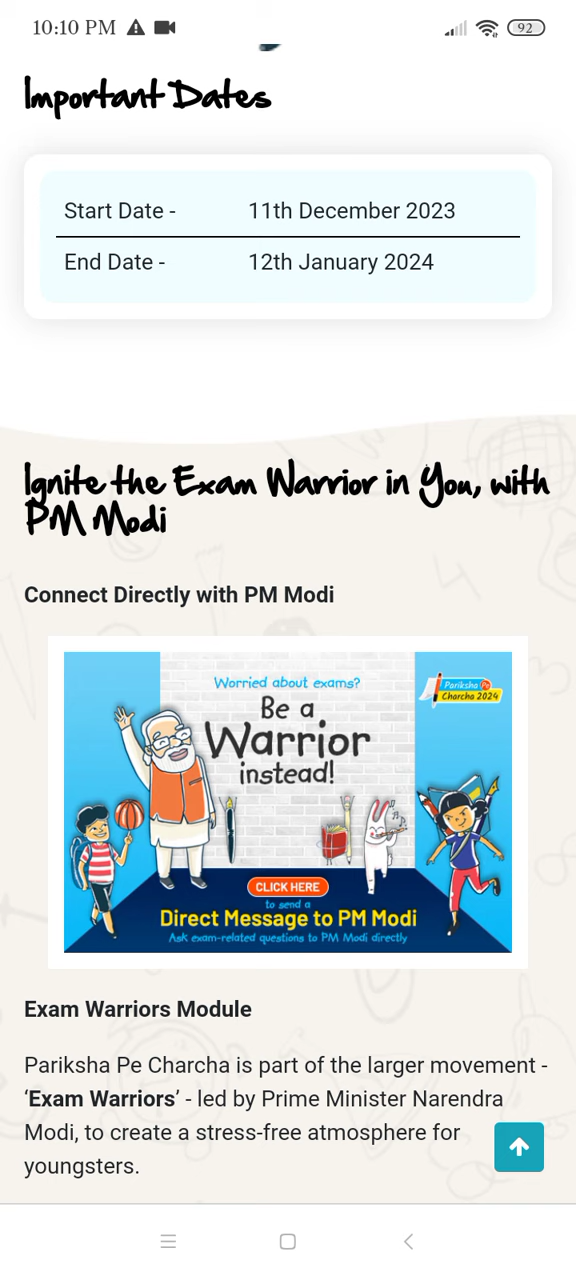 10:10 PM
92
Important Dates
Start Date - 11th December 2023
End Date - 12th January 2024
Ignite the Exam Warrior in You, with
PM Modi
Connect Directly with PM Modi
Worried about exams?
Be a
Warrior
instead!
Pariksha Pe
Charcha 2024
CLICK HERE
to send a
Direct Message to PM Modi
Ask exam-related questions to PM Modi directly
Exam Warriors Module
Pariksha Pe Charcha is part of the larger movement -
‘Exam Warriors’ - led by Prime Minister Narendra
Modi, to create a stress-free atmosphere for
youngsters.